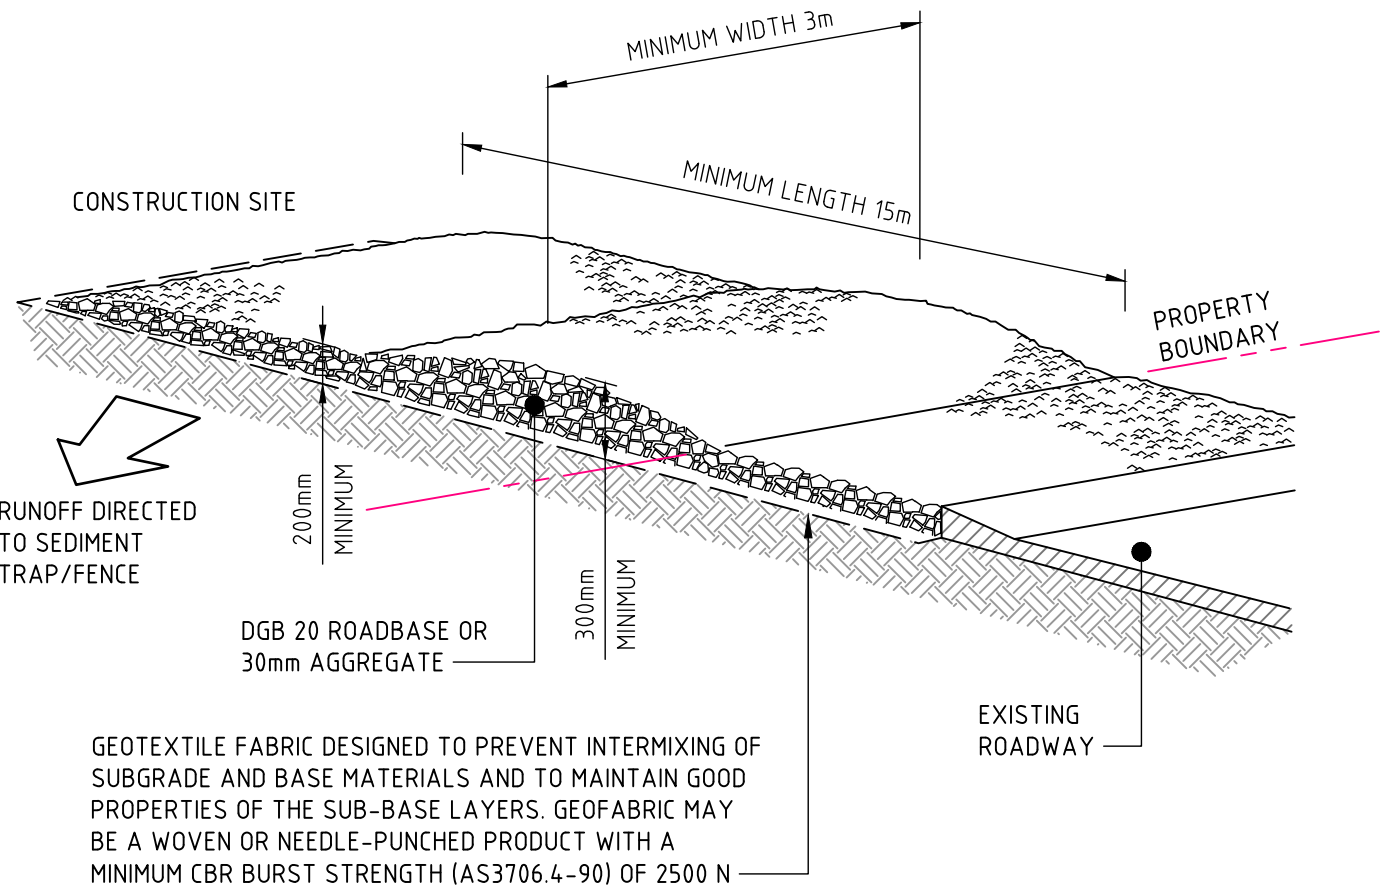 MINIMUM WIDTH 3m
MINIMUM LENGTH 15m
CONSTRUCTION SITE
PROPERTY
BOUNDARY
RUNOFF DIRECTED
TO SEDIMENT
TRAP/FENCE
200mm
MINIMUM
300mm
MINIMUM
DGB 20 ROADBASE OR
30mm AGGREGATE
EXISTING
ROADWAY
GEOTEXTILE FABRIC DESIGNED TO PREVENT INTERMIXING OF
SUBGRADE AND BASE MATERIALS AND TO MAINTAIN GOOD
PROPERTIES OF THE SUB-BASE LAYERS. GEOFABRIC MAY
BE A WOVEN OR NEEDLE-PUNCHED PRODUCT WITH A
MINIMUM CBR BURST STRENGTH (AS3706.4-90) OF 2500 N